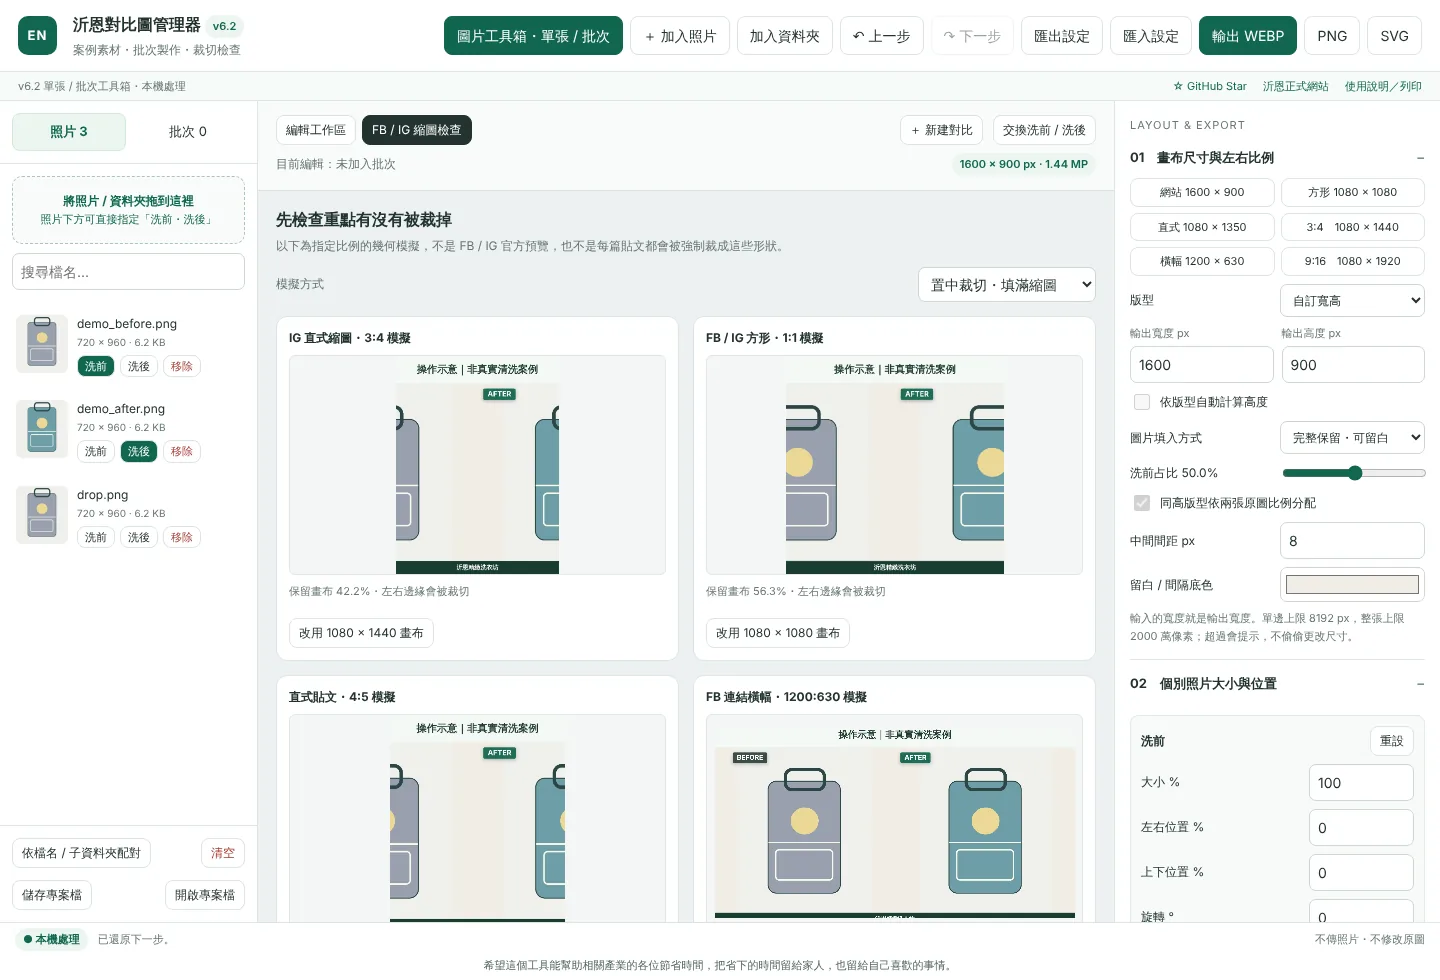 EN
沂恩對比圖管理器 v6.2
案例素材・批次製作・裁切檢查
圖片工具箱・單張 / 批次
＋ 加入照片
加入資料夾
↶ 上一步
↷ 下一步
匯出設定
匯入設定
輸出 WEBP
PNG
SVG
v6.2 單張 / 批次工具箱・本機處理
☆ GitHub Star
沂恩正式網站
使用說明／列印
照片 3
批次 0
將照片 / 資料夾拖到這裡
照片下方可直接指定「洗前・洗後」
搜尋檔名...
demo_before.png
720 × 960 · 6.2 KB
洗前 洗後 移除
demo_after.png
720 × 960 · 6.2 KB
洗前 洗後 移除
drop.png
720 × 960 · 6.2 KB
洗前 洗後 移除
依檔名 / 子資料夾配對
清空
儲存專案檔
開啟專案檔
編輯工作區
FB / IG 縮圖檢查
＋ 新建對比
交換洗前 / 洗後
目前編輯：未加入批次
1600 × 900 px · 1.44 MP
先檢查重點有沒有被裁掉
以下為指定比例的幾何模擬，不是 FB / IG 官方預覽，也不是每篇貼文都會被強制裁成這些形狀。
模擬方式
置中裁切・填滿縮圖
IG 直式縮圖・3:4 模擬
操作示意｜非真實清洗案例
AFTER
沂恩精緻洗衣坊
保留畫布 42.2%・左右邊緣會被裁切
改用 1080 × 1440 畫布
FB / IG 方形・1:1 模擬
操作示意｜非真實清洗案例
AFTER
沂恩精緻洗衣坊
保留畫布 56.3%・左右邊緣會被裁切
改用 1080 × 1080 畫布
直式貼文・4:5 模擬
操作示意｜非真實清洗案例
AFTER
FB 連結橫幅・1200:630 模擬
操作示意｜非真實清洗案例
BEFORE
AFTER
LAYOUT & EXPORT
01 畫布尺寸與左右比例 −
網站 1600 × 900
方形 1080 × 1080
直式 1080 × 1350
3:4 1080 × 1440
橫幅 1200 × 630
9:16 1080 × 1920
版型
自訂寬高
輸出寬度 px
輸出高度 px
1600
900
依版型自動計算高度
圖片填入方式
完整保留・可留白
洗前占比 50.0%
同高版型依兩張原圖比例分配
中間間距 px
8
留白 / 間隔底色
輸入的寬度就是輸出寬度。單邊上限 8192 px，整張上限
2000 萬像素；超過會提示，不偷偷更改尺寸。
02 個別照片大小與位置 −
洗前
重設
大小 %
100
左右位置 %
0
上下位置 %
0
旋轉 °
0
● 本機處理
已還原下一步。
不傳照片・不修改原圖
希望這個工具能幫助相關產業的各位節省時間，把省下的時間留給家人，也留給自己喜歡的事情。